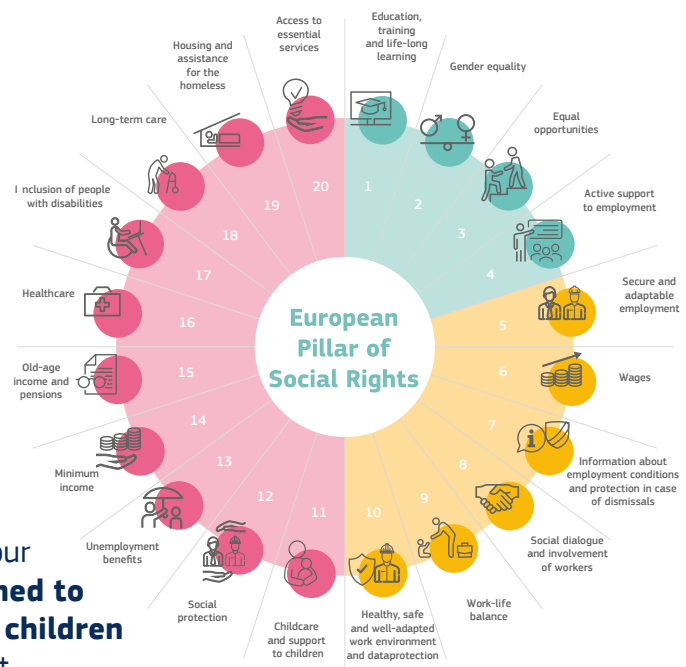 European
Pillar of
Social Rights
1
Education,
training
and life-long
learning
2
Gender equality
3
Equal
opportunities
4
Active support
to employment
5
Secure and
adaptable
employment
6
Wages
7
Information about
employment conditions
and protection in case
of dismissals
8
Social dialogue
and involvement
of workers
9
Work-life
balance
10
Healthy, safe
and well-adapted
work environment
and dataprotection
11
Childcare
and support
to children
12
Social
protection
13
Unemployment
benefits
14
Minimum
income
15
Old-age
income and
pensions
16
Healthcare
17
I nclusion of people
with disabilities
18
Long-term care
19
Housing and
assistance
for the
homeless
20
Access to
essential
services
i
our
ned to
children